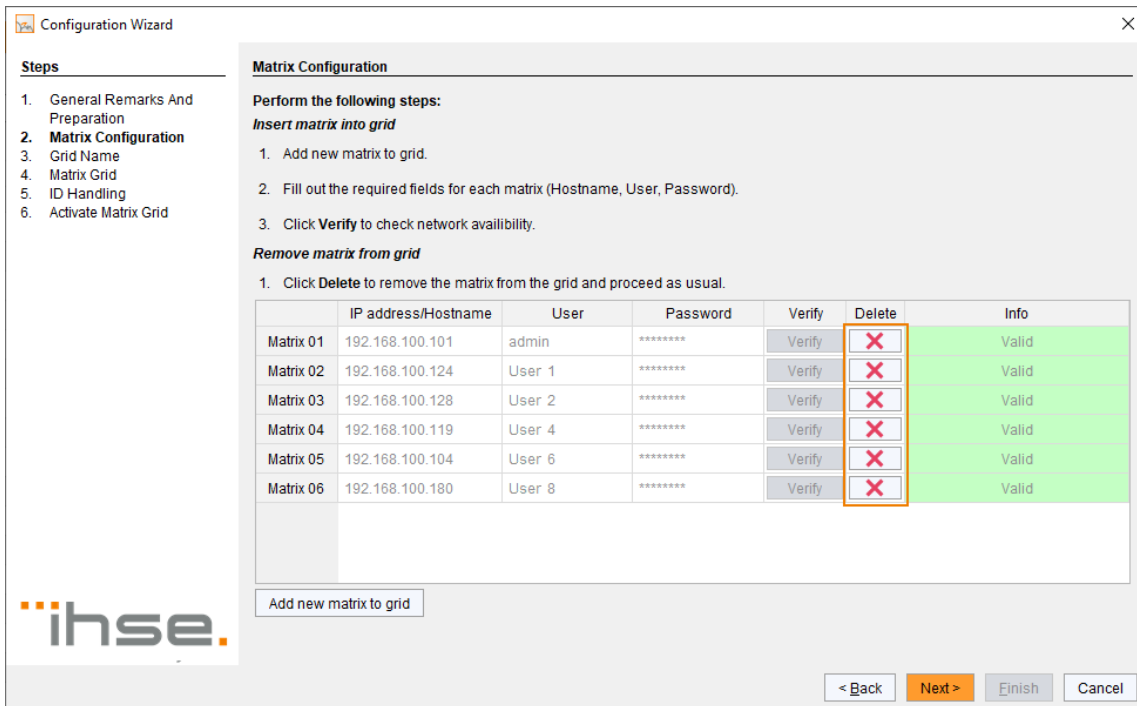 Configuration Wizard
Steps
1. General Remarks And
Preparation
2. Matrix Configuration
3. Grid Name
4. Matrix Grid
5. ID Handling
6. Activate Matrix Grid
Matrix Configuration
Perform the following steps:
Insert matrix into grid
1. Add new matrix to grid.
2. Fill out the required fields for each matrix (Hostname, User, Password).
3. Click Verify to check network availibility.
Remove matrix from grid
1. Click Delete to remove the matrix from the grid and proceed as usual.
IP address/Hostname User Password Verify Delete Info
Matrix 01 192.168.100.101 admin ******** Verify Valid
Matrix 02 192.168.100.124 User 1 ******** Verify Valid
Matrix 03 192.168.100.128 User 2 ******** Verify Valid
Matrix 04 192.168.100.119 User 4 ******** Verify Valid
Matrix 05 192.168.100.104 User 6 ******** Verify Valid
Matrix 06 192.168.100.180 User 8 ******** Verify Valid
Add new matrix to grid
ihse.
< Back Next > Finish Cancel